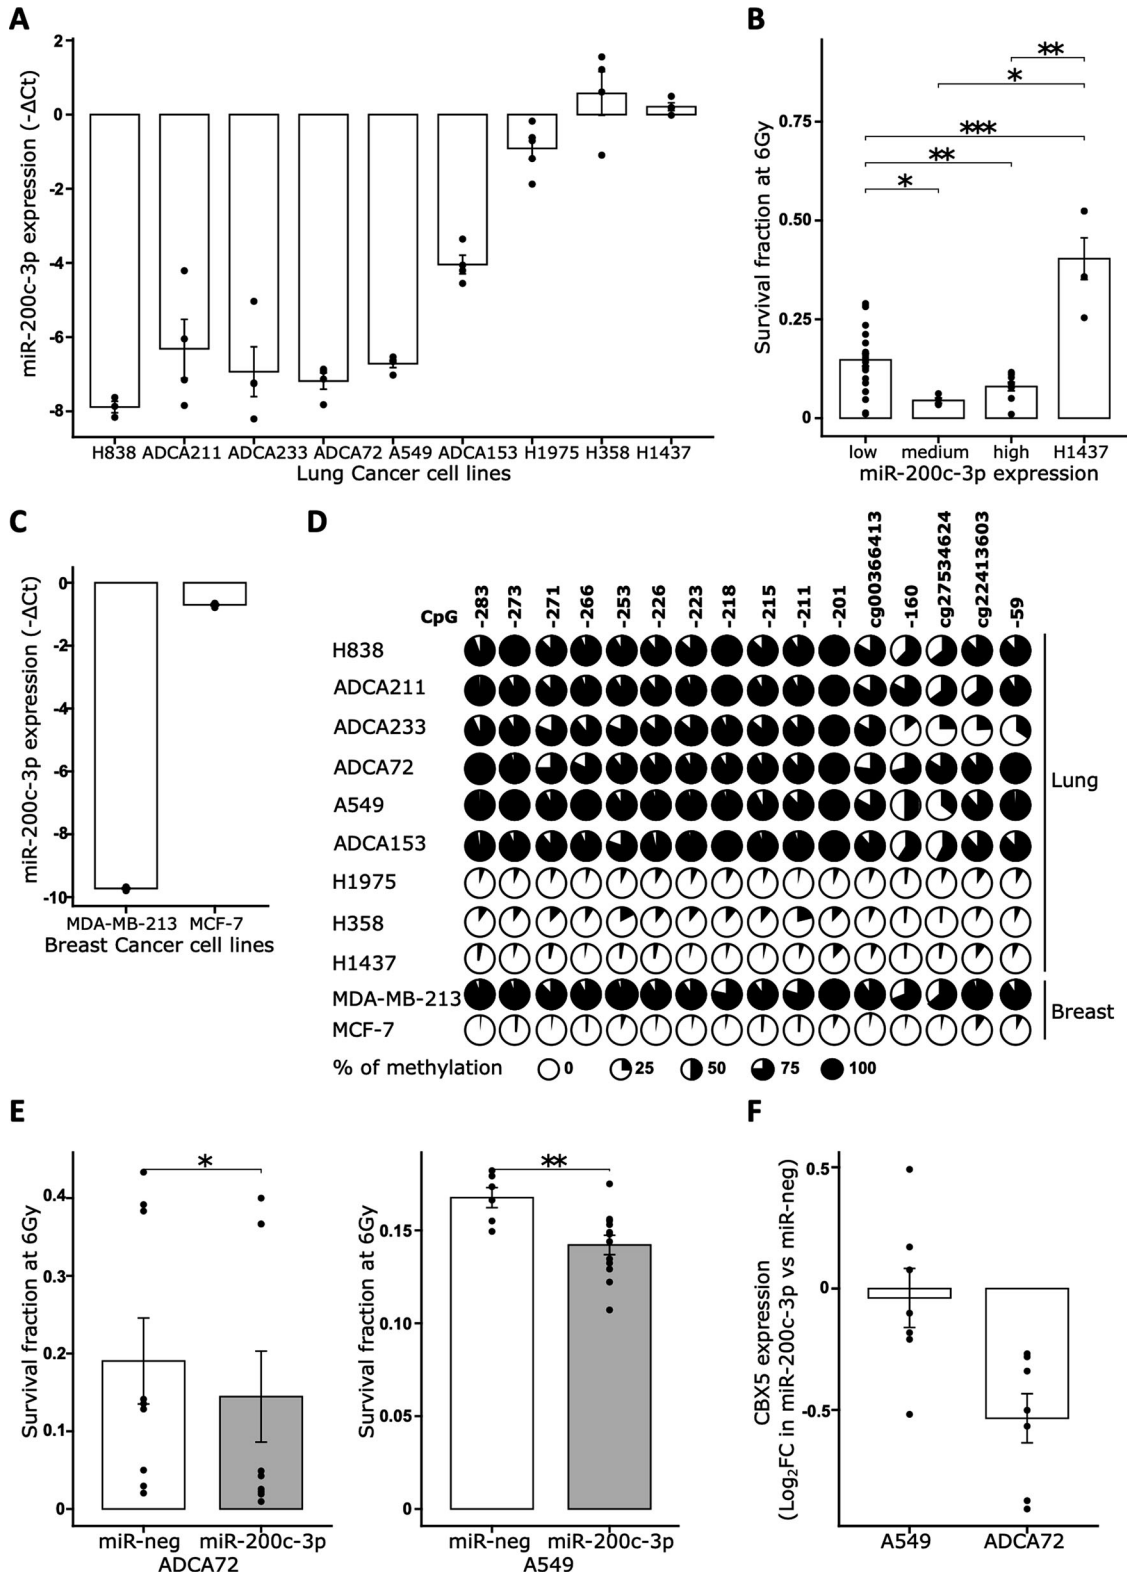 A
miR-200c-3p expression (-ΔCt)
2
0
-2
-4
-6
-8
H838 ADCA211 ADCA233 ADCA72 A549 ADCA153 H1975 H358 H1437
Lung Cancer cell lines
B
Survival fraction at 6Gy
0.75
0.50
0.25
0
**
*
***
**
*
low medium high H1437
miR-200c-3p expression
C
miR-200c-3p expression (-ΔCt)
0
-2
-4
-6
-8
-10
MDA-MB-213 MCF-7
Breast Cancer cell lines
D
CpG -283 -273 -271 -266 -253 -226 -223 -218 -215 -211 -201 cg00366413 -160 cg27534624 cg22413603 -59
H838
ADCA211
ADCA233
ADCA72
A549
ADCA153
H1975
H358
H1437
MDA-MB-213
MCF-7
Lung
Breast
% of methylation 0 25 50 75 100
E
Survival fraction at 6Gy
0.4
0.3
0.2
0.1
0
*
miR-neg miR-200c-3p
ADCA72
Survival fraction at 6Gy
0.15
0.10
0.05
0
**
miR-neg miR-200c-3p
A549
F
CBX5 expression
(Log₂FC in miR-200c-3p vs miR-neg)
0.5
0
-0.5
A549 ADCA72